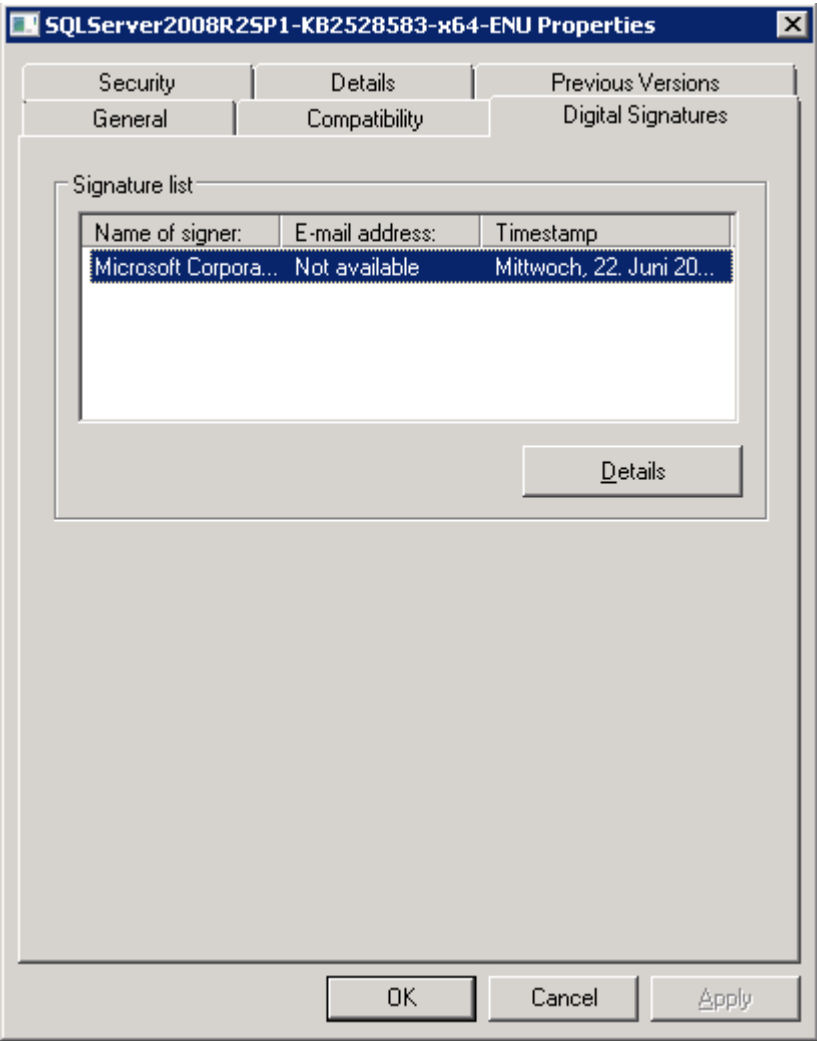 SQLServer2008R2SP1-KB2528583-x64-ENU Properties
Security Details Previous Versions
General Compatibility Digital Signatures
Signature list
Name of signer: E-mail address: Timestamp
Microsoft Corpora... Not available Mittwoch, 22. Juni 20...
Details
OK Cancel Apply